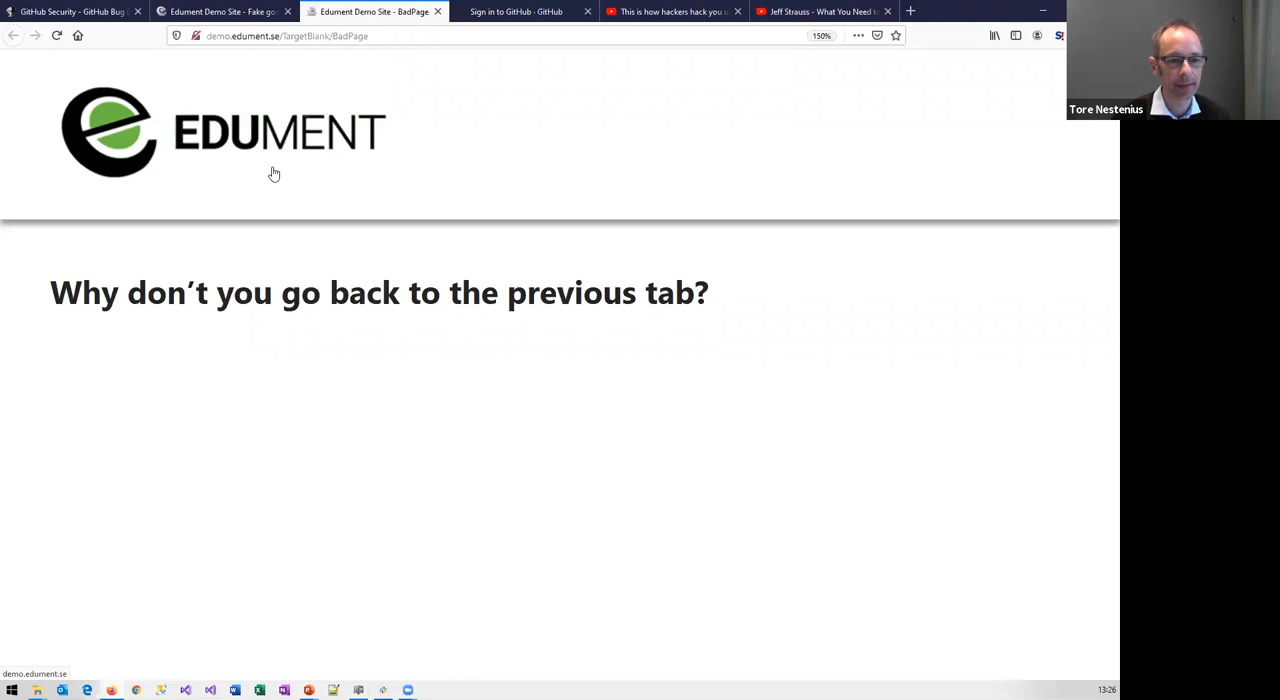 GitHub Security - GitHub Bug
Edument Demo Site - Fake go
Edument Demo Site - BadPage
Sign in to GitHub · GitHub
This is how hackers hack you u
Jeff Strauss - What You Need t
demo.edument.se/TargetBlank/BadPage
150%
Tore Nestenius
EDUMENT
Why don’t you go back to the previous tab?
demo.edument.se
13:26